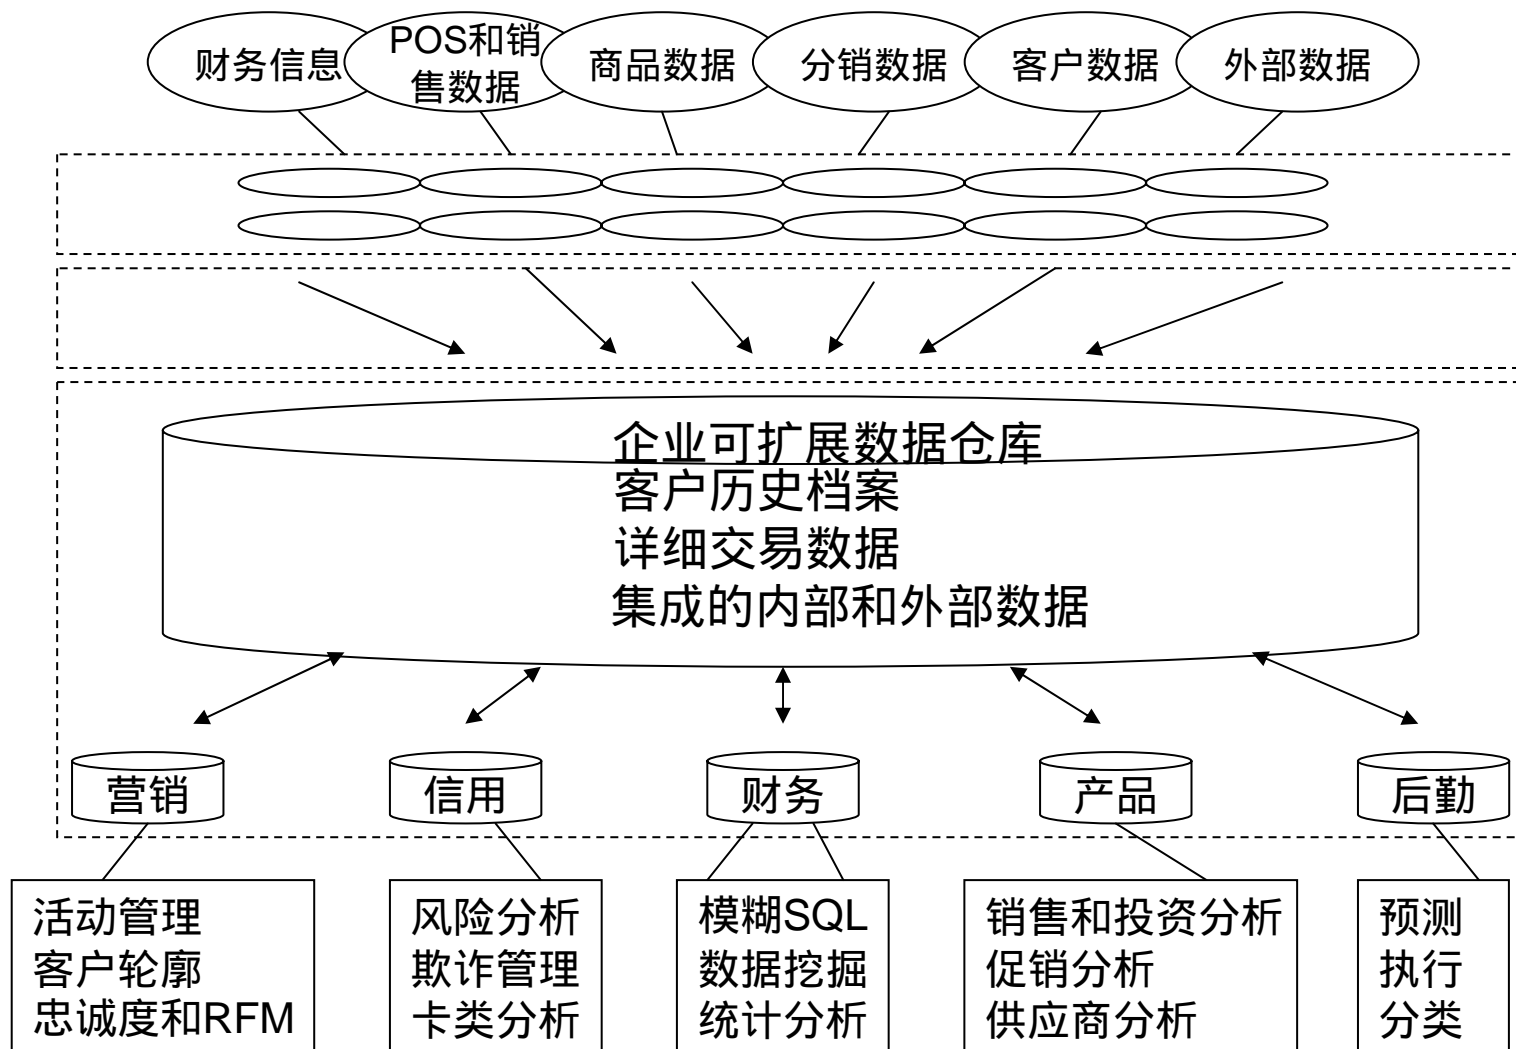 财务信息
POS和销
售数据
商品数据
分销数据
客户数据
外部数据
企业可扩展数据仓库
客户历史档案
详细交易数据
集成的内部和外部数据
营销
信用
财务
产品
后勤
活动管理
客户轮廓
忠诚度和RFM
风险分析
欺诈管理
卡类分析
模糊SQL
数据挖掘
统计分析
销售和投资分析
促销分析
供应商分析
预测
执行
分类